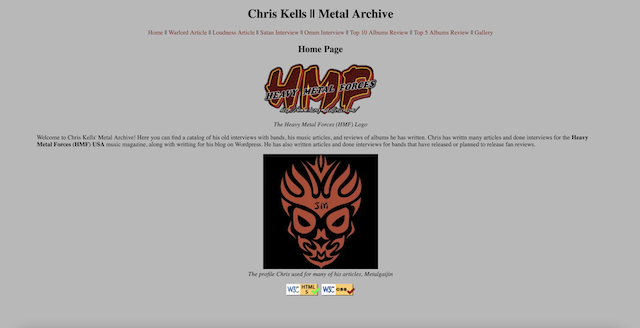 Chris Kells || Metal Archive
Home || Warlord Article || Loudness Article || Satan Interview || Omen Interview || Top 10 Albums Review || Top 5 Albums Review || Gallery
Home Page
HMF
HEAVY METAL FORCES
The Heavy Metal Forces (HMF) Logo
Welcome to Chris Kells' Metal Archive! Here you can find a catalog of his old interviews with bands, his music articles, and reviews of albums he has written. Chris has writtn many articles and done interviews for the Heavy
Metal Forces (HMF) USA music magazine, along with writting for his blog on Wordpress. He has also written articles and done interviews for bands that have released or planned to release fan reviews.
Sin
The profile Chris used for many of his articles, Metalgaijin
W3C HTML 5 W3C css